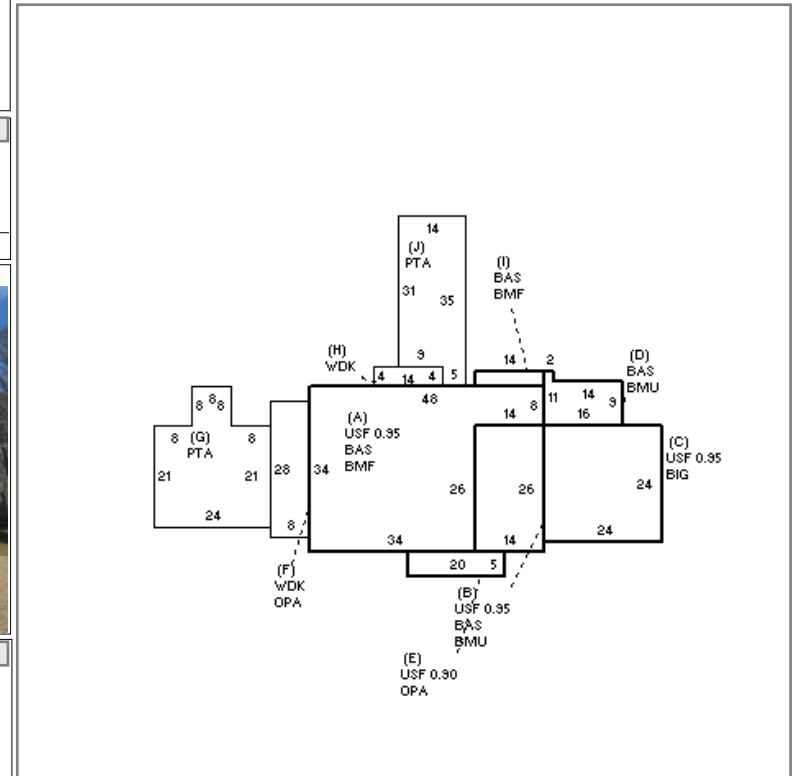 14
(J)
PTA
31
35
(I)
BAS
BMF
9
14
2
(H)
WDK
4
14
4
5
(D)
BAS
BMU
48
8
11
14
9
16
14
8 8 8
8
(G)
8
PTA
(A)
USF 0.95
BAS
BMF
(C)
USF 0.95
BIG
21
21
28
34
26
26
24
24
24
8
34
14
20
5
(F)
WDK
OPA
(B)
USF 0.95
BAS
BMU
(E)
USF 0.90
OPA